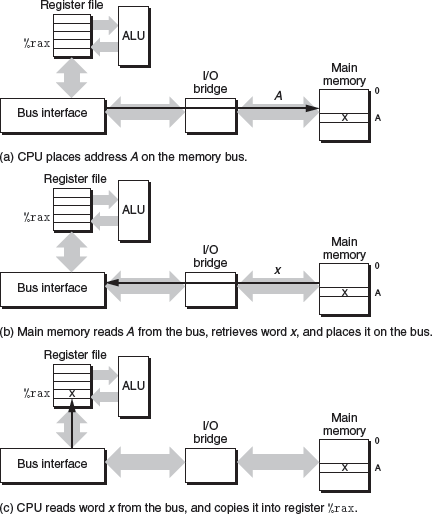 Register file
%rax
ALU
I/O
bridge
Main
memory
0
A
Bus interface
x
A
(a) CPU places address A on the memory bus.
Register file
%rax
ALU
I/O
bridge
Main
memory
0
x
Bus interface
x
A
(b) Main memory reads A from the bus, retrieves word x, and places it on the bus.
Register file
%rax
x
ALU
I/O
bridge
Main
memory
0
Bus interface
x
A
(c) CPU reads word x from the bus, and copies it into register %rax.